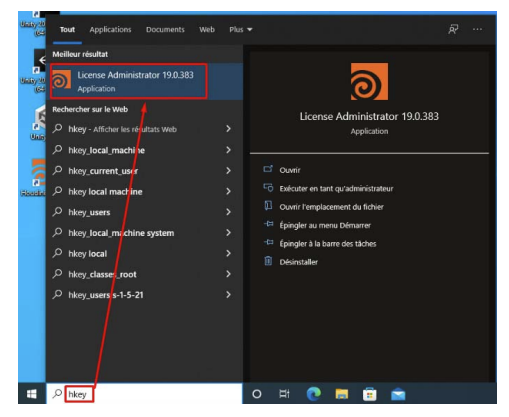 Tout Applications Documents Web Plus
Meilleur résultat
License Administrator 19.0.383
Application
Rechercher sur le Web
hkey - Afficher les résultats Web
hkey_local_machine
hkey_current_user
hkey local machine
hkey_users
hkey_local_machine system
hkey local
hkey_classes_root
hkey_users s-1-5-21
hkey
License Administrator 19.0.383
Application
Ouvrir
Exécuter en tant qu'administrateur
Ouvrir l'emplacement du fichier
Épingler au menu Démarrer
Épingler à la barre des tâches
Désinstaller